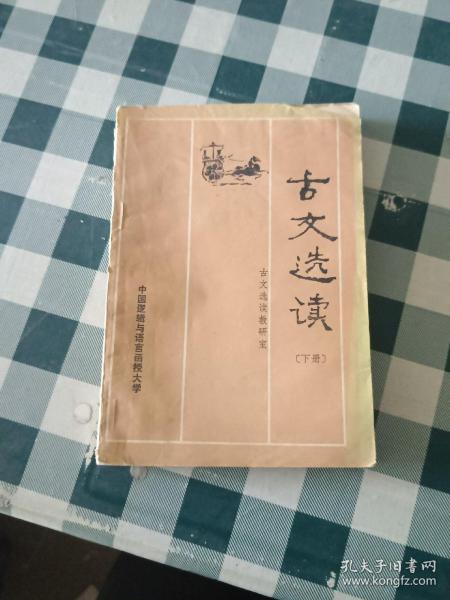 古文选读
〔下册〕
古文选读教研室
中国逻辑与语言函授大学
孔夫子旧书网
www.kongfz.com